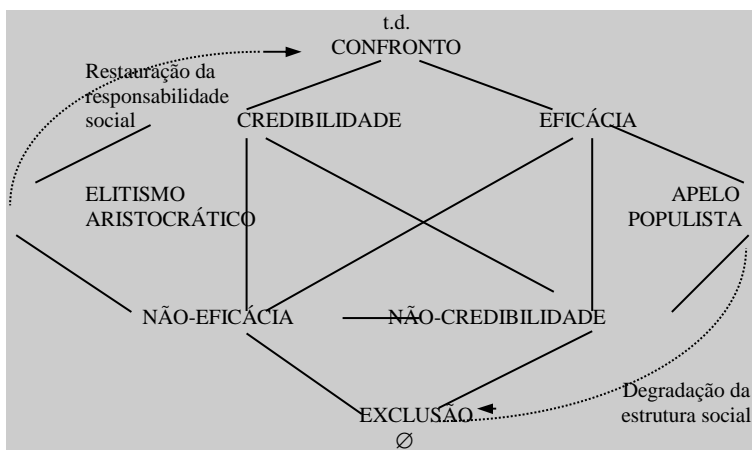 t.d.
CONFRONTO
Restauração da
responsabilidade
social
CREDIBILIDADE
EFICÁCIA
ELITISMO
ARISTOCRÁTICO
APELO
POPULISTA
NÃO-EFICÁCIA
NÃO-CREDIBILIDADE
Degradação da
estrutura social
EXCLUSÃO
∅